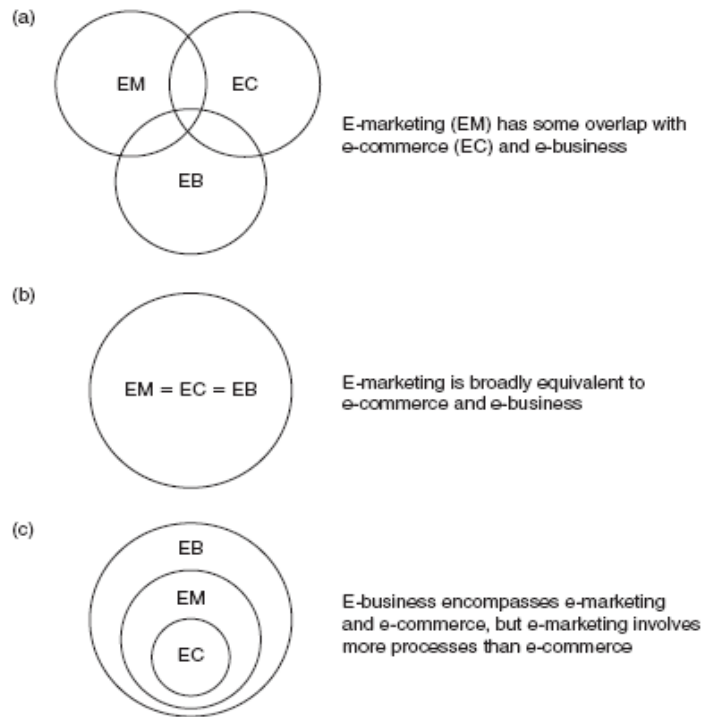 (a)
EM
EC
EB
E-marketing (EM) has some overlap with
e-commerce (EC) and e-business
(b)
EM = EC = EB
E-marketing is broadly equivalent to
e-commerce and e-business
(c)
EB
EM
EC
E-business encompasses e-marketing
and e-commerce, but e-marketing involves
more processes than e-commerce